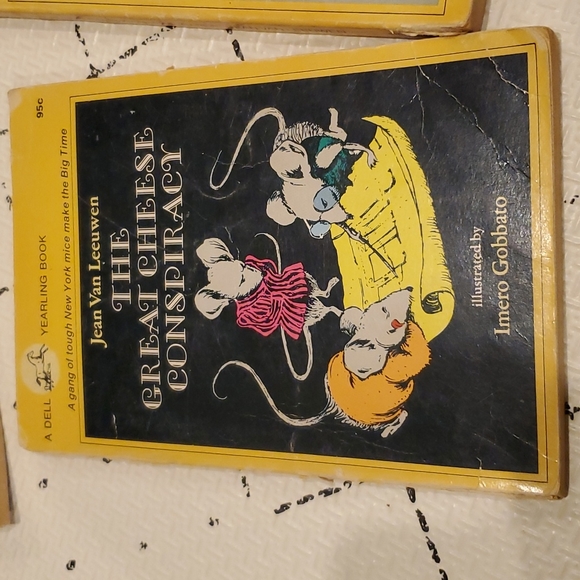 95c
A DELL YEARLING BOOK
A gang of tough New York mice make the Big Time
Jean Van Leeuwen
THE
GREAT CHEESE
CONSPIRACY
illustrated by
Imero Gobbato